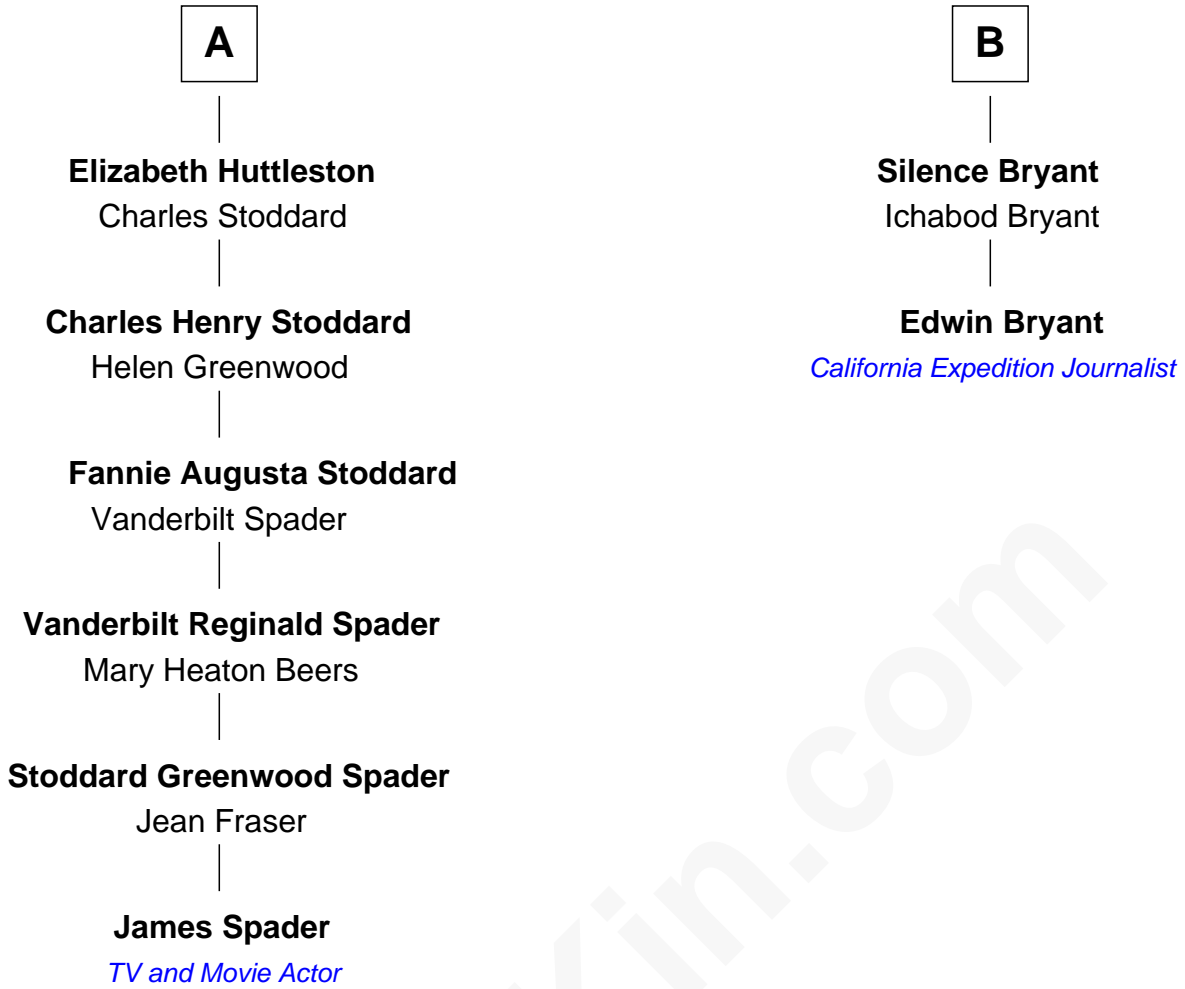 A
Elizabeth Huttleston
Charles Stoddard
Charles Henry Stoddard
Helen Greenwood
Fannie Augusta Stoddard
Vanderbilt Spader
Vanderbilt Reginald Spader
Mary Heaton Beers
Stoddard Greenwood Spader
Jean Fraser
James Spader
TV and Movie Actor
B
Silence Bryant
Ichabod Bryant
Edwin Bryant
California Expedition Journalist
Kin.com